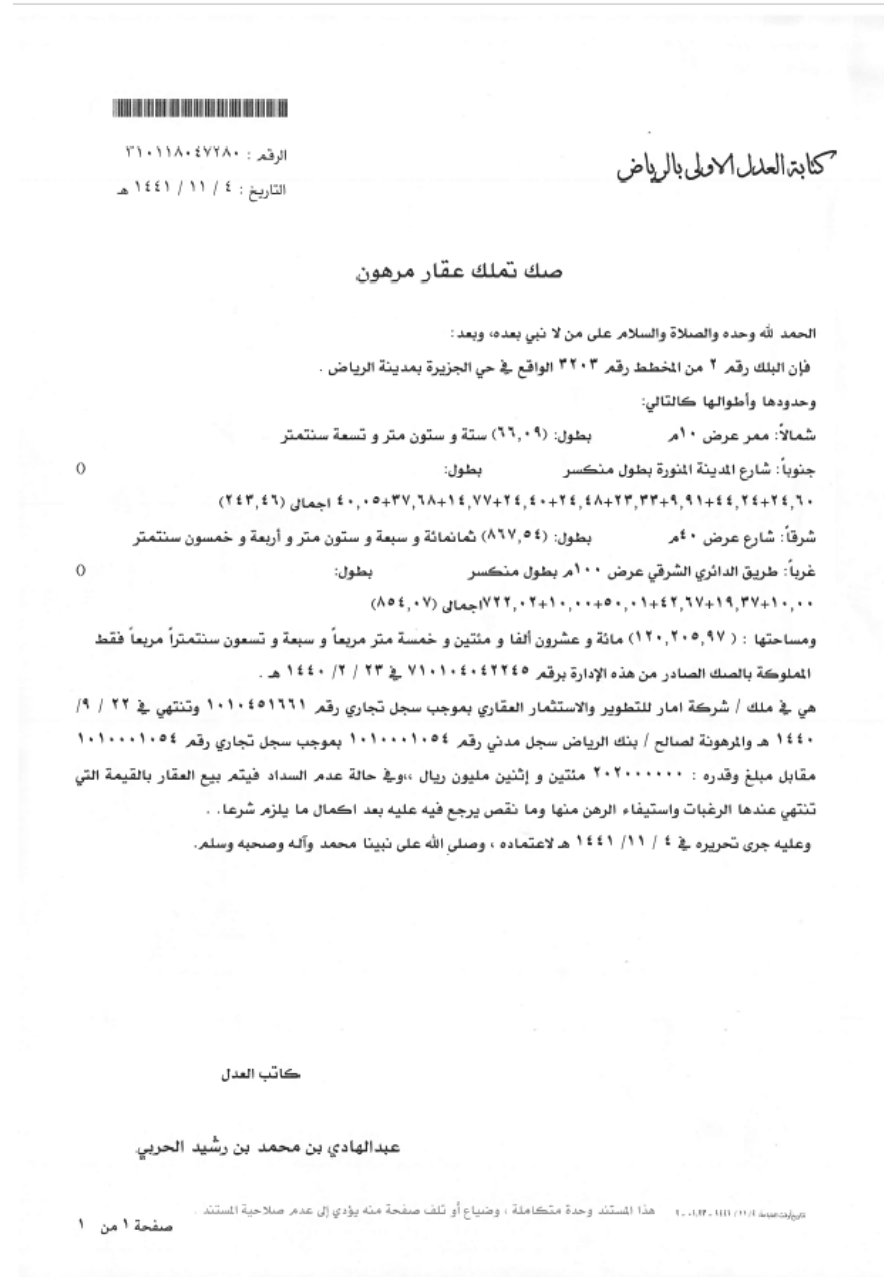 كتابة العدل الاولى بالرياض
الرقم : ٣١٠١١٨٠٤٧٢٨٠
التاريخ : ٤ / ١١ / ١٤٤١ هـ
صك تملك عقار مرهون
الحمد لله وحده والصلاة والسلام على من لا نبي بعده، وبعد :
فإن البلك رقم ٢ من المخطط رقم ٣٢٠٣ الواقع في حي الجزيرة بمدينة الرياض .
وحدودها وأطوالها كالتالي:
شمالاً: ممر عرض ١٠م بطول: (٦٦,٠٩) ستة و ستون متر و تسعة سنتمتر
جنوباً: شارع المدينة المنورة بطول منكسر بطول: ()
٢٤,٦٠+٤٤,٢٤+٩,٩١+٢٣,٣٣+٢٤,٤٨+٢٤,٤٠+١٤,٧٧+٣٧,٦٨+٤٠,٠٥ اجمالى (٢٤٣,٤٦)
شرقاً: شارع عرض ٤٠م بطول: (٨٦٧,٥٤) ثمانمائة و سبعة و ستون متر و أربعة و خمسون سنتمتر
غرباً: طريق الدائري الشرقي عرض ١٠٠م بطول منكسر بطول: ()
١٠,٠٠+١٩,٣٧+٤٢,٦٧+٥٠,٠١+١٠,٠٠+٧٢٢,٠٢اجمالى (٨٥٤,٠٧)
ومساحتها : ( ١٢٠,٢٠٥,٩٧) مائة و عشرون ألفا و مئتين و خمسة متر مربعاً و سبعة و تسعون سنتمتراً مربعاً فقط
المملوكة بالصك الصادر من هذه الإدارة برقم ٧١٠١٠٤٠٤٢٢٤٥ في ٢٣ / ٢/ ١٤٤٠ هـ .
هي في ملك / شركة امار للتطوير والاستثمار العقاري بموجب سجل تجاري رقم ١٠١٠٤٥١٦٦١ وتنتهي في ٢٢ / ٩/
١٤٤٠ هـ والمرهونة لصالح / بنك الرياض سجل مدني رقم ١٠١٠٠٠١٠٥٤ بموجب سجل تجاري رقم ١٠١٠٠٠١٠٥٤
مقابل مبلغ وقدره : ٢٠٢٠٠٠٠٠٠ مئتين و إثنين مليون ريال ،،وفي حالة عدم السداد فيتم بيع العقار بالقيمة التي
تنتهي عندها الرغبات واستيفاء الرهن منها وما نقص يرجع فيه عليه بعد اكمال ما يلزم شرعا. .
وعليه جرى تحريره في ٤ / ١١/ ١٤٤١ هـ لاعتماده ، وصلى الله على نبينا محمد وآله وصحبه وسلم.
كاتب العدل
عبدالهادي بن محمد بن رشيد الحربي
هذا المستند وحدة متكاملة ، وضياع أو تلف صفحة منه يؤدي إلى عدم صلاحية المستند .
صفحة ١ من ١